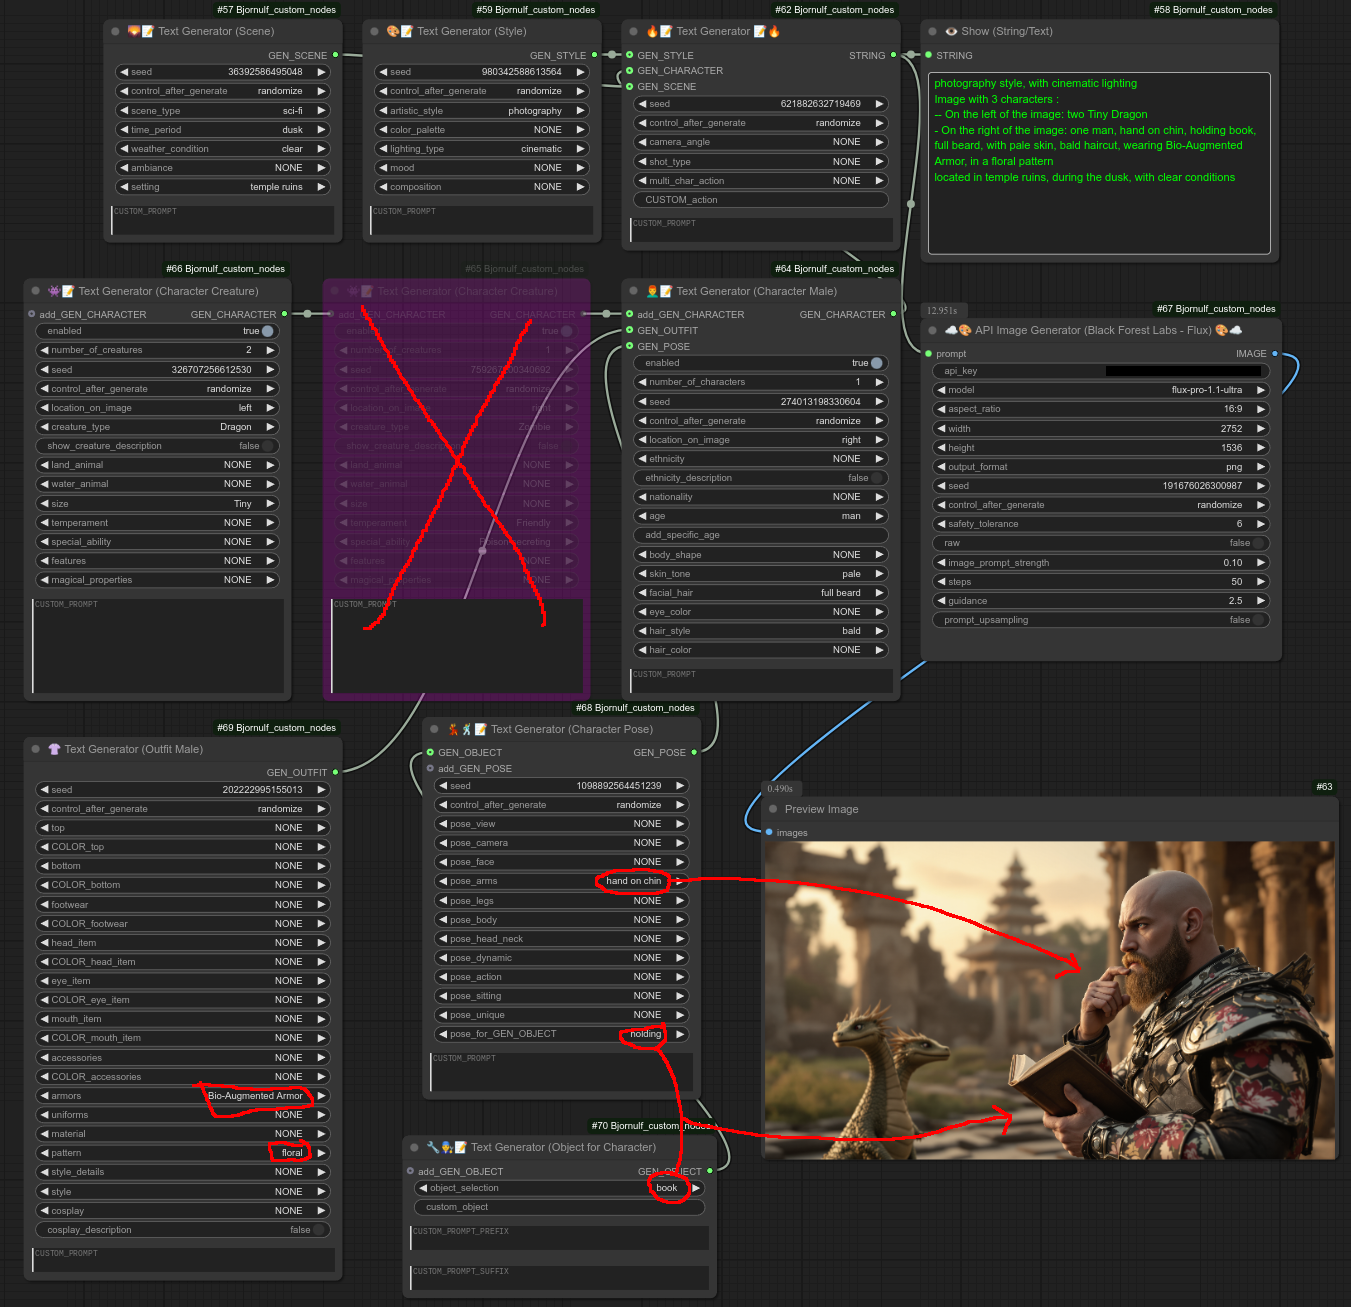 #57 Bjornulf_custom_nodes
Text Generator (Scene)
GEN_SCENE
seed 36392586495048
control_after_generate randomize
scene_type sci-fi
time_period dusk
weather_condition clear
ambiance NONE
setting temple ruins
CUSTOM_PROMPT
#59 Bjornulf_custom_nodes
Text Generator (Style)
GEN_STYLE
seed 980342588613564
control_after_generate randomize
artistic_style photography
color_palette NONE
lighting_type cinematic
mood NONE
composition NONE
CUSTOM_PROMPT
#62 Bjornulf_custom_nodes
Text Generator
GEN_STYLE STRING
GEN_CHARACTER
GEN_SCENE
seed 621882632719469
control_after_generate randomize
camera_angle NONE
shot_type NONE
multi_char_action NONE
CUSTOM_action
CUSTOM_PROMPT
#58 Bjornulf_custom_nodes
Show (String/Text)
STRING
photography style, with cinematic lighting
Image with 3 characters :
-- On the left of the image: two Tiny Dragon
- On the right of the image: one man, hand on chin, holding book,
full beard, with pale skin, bald haircut, wearing Bio-Augmented
Armor, in a floral pattern
located in temple ruins, during the dusk, with clear conditions
#66 Bjornulf_custom_nodes
Text Generator (Character Creature)
add_GEN_CHARACTER GEN_CHARACTER
enabled true
number_of_creatures 2
seed 326707256612530
control_after_generate randomize
location_on_image left
creature_type Dragon
show_creature_description false
land_animal NONE
water_animal NONE
size Tiny
temperament NONE
special_ability NONE
features NONE
magical_properties NONE
CUSTOM_PROMPT
#65 Bjornulf_custom_nodes
Text Generator (Character Creature)
add_GEN_CHARACTER GEN_CHARACTER
enabled true
number_of_creatures 1
seed
control_after_generate randomize
location_on_image right
creature_type Zombie
show_creature_description false
land_animal NONE
water_animal NONE
size NONE
temperament Friendly
special_ability Poison-secreting
features NONE
magical_properties NONE
CUSTOM_PROMPT
#64 Bjornulf_custom_nodes
Text Generator (Character Male)
add_GEN_CHARACTER GEN_CHARACTER
GEN_OUTFIT
GEN_POSE
enabled true
number_of_characters 1
seed 274013198330604
control_after_generate randomize
location_on_image right
ethnicity NONE
ethnicity_description false
nationality NONE
age man
add_specific_age
body_shape NONE
skin_tone pale
facial_hair full beard
eye_color NONE
hair_style bald
hair_color NONE
CUSTOM_PROMPT
12.951s
#67 Bjornulf_custom_nodes
API Image Generator (Black Forest Labs - Flux)
prompt IMAGE
api_key
model flux-pro-1.1-ultra
aspect_ratio 16:9
width 2752
height 1536
output_format png
seed 191676026300987
control_after_generate randomize
safety_tolerance 6
raw false
image_prompt_strength 0.10
steps 50
guidance 2.5
prompt_upsampling false
#69 Bjornulf_custom_nodes
Text Generator (Outfit Male)
GEN_OUTFIT
seed 202222995155013
control_after_generate randomize
top NONE
COLOR_top NONE
bottom NONE
COLOR_bottom NONE
footwear NONE
COLOR_footwear NONE
head_item NONE
COLOR_head_item NONE
eye_item NONE
COLOR_eye_item NONE
mouth_item NONE
COLOR_mouth_item NONE
accessories NONE
COLOR_accessories NONE
armors Bio-Augmented Armor
uniforms NONE
material NONE
pattern floral
style_details NONE
style NONE
cosplay NONE
cosplay_description false
CUSTOM_PROMPT
#68 Bjornulf_custom_nodes
Text Generator (Character Pose)
GEN_OBJECT GEN_POSE
add_GEN_POSE
seed 1098892564451239
control_after_generate randomize
pose_view NONE
pose_camera NONE
pose_face NONE
pose_arms hand on chin
pose_legs NONE
pose_body NONE
pose_head_neck NONE
pose_dynamic NONE
pose_action NONE
pose_sitting NONE
pose_unique NONE
pose_for_GEN_OBJECT holding
CUSTOM_PROMPT
#70 Bjornulf_custom_nodes
Text Generator (Object for Character)
add_GEN_OBJECT GEN_OBJECT
object_selection book
custom_object
CUSTOM_PROMPT_PREFIX
CUSTOM_PROMPT_SUFFIX
0.490s
#63
Preview Image
images